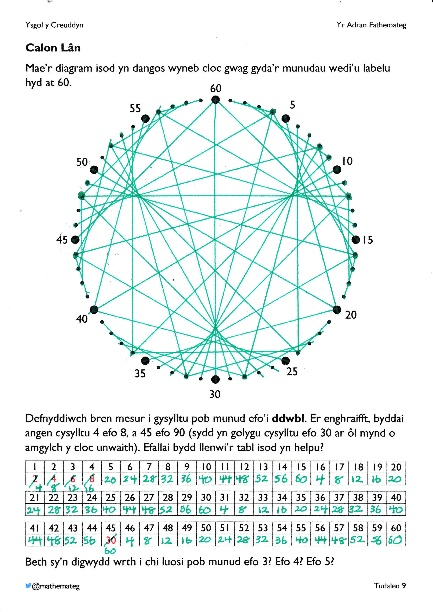 Ysgol y Creuddyn Yr Adran Fathemateg
Calon Lân
Mae'r diagram isod yn dangos wyneb cloc gwag gyda'r munudau wedi'u labelu
hyd at 60.
60
55 5
50 10
45 15
40 20
35 25
30
Defnyddiwch bren mesur i gysylltu pob munud efo'i ddwbl. Er enghraifft, byddai
angen cysylltu 4 efo 8, a 45 efo 90 (sydd yn golygu cysylltu efo 30 ar ôl mynd o
amgylch y cloc unwaith). Efallai bydd llenwi'r tabl isod yn helpu?
1 2 3 4 5 6 7 8 9 10 11 12 13 14 15 16 17 18 19 20
4 8 12 16 20 24 28 32 36 40 44 48 52 56 60 4 8 12 16 20
21 22 23 24 25 26 27 28 29 30 31 32 33 34 35 36 37 38 39 40
24 28 32 36 40 44 48 52 56 60 4 8 12 16 20 24 28 32 36 40
41 42 43 44 45 46 47 48 49 50 51 52 53 54 55 56 57 58 59 60
44 48 52 56 30 4 8 12 16 20 24 28 32 36 40 44 48 52 56 60
60
Beth sy'n digwydd wrth i chi luosi pob munud efo 3? Efo 4? Efo 5?
@mathemateg Tudalen 9